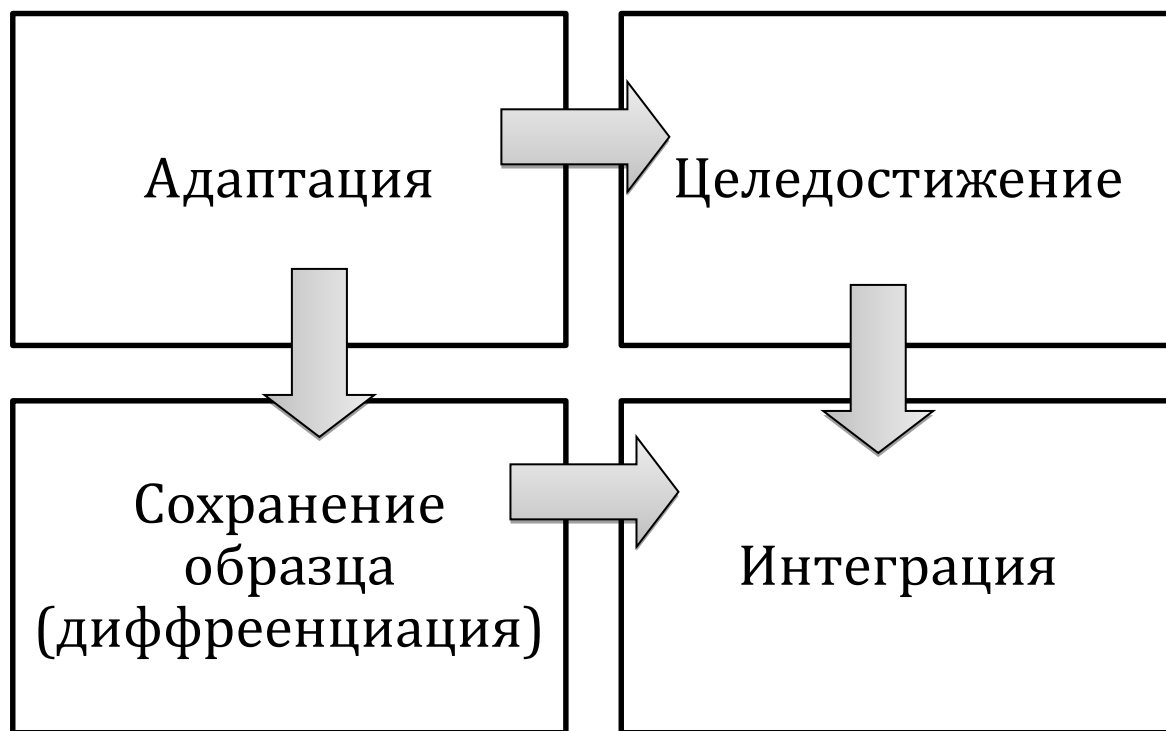 Адаптация
Целедостижение
Сохранение
образца
(диффреенциация)
Интеграция